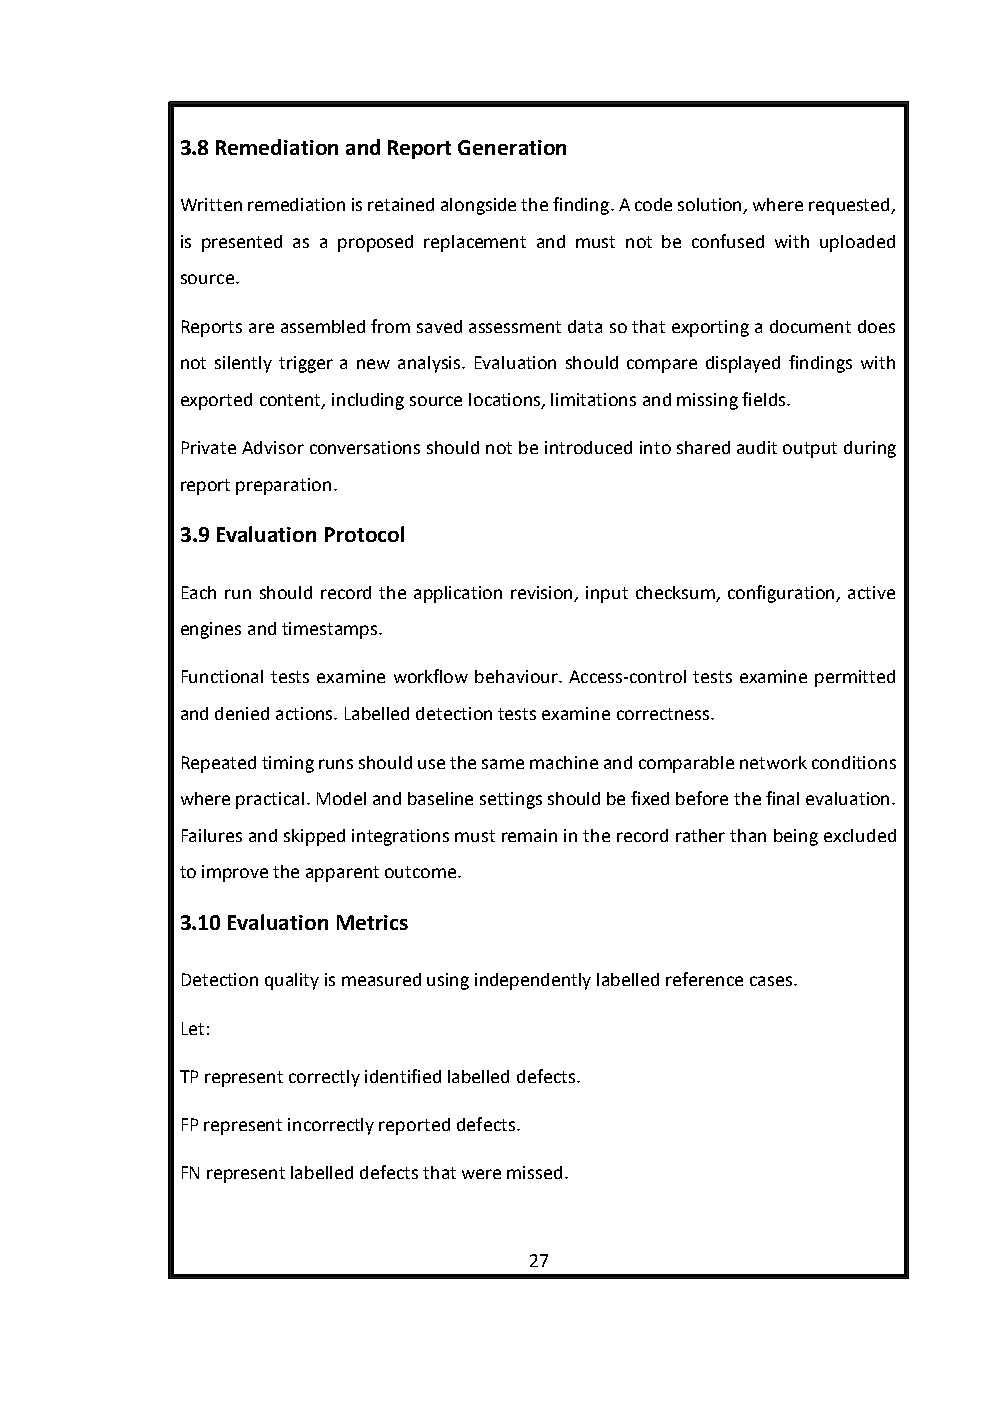 3.8 Remediation and Report Generation
Written remediation is retained alongside the finding. A code solution, where requested,
is presented as a proposed replacement and must not be confused with uploaded
source.
Reports are assembled from saved assessment data so that exporting a document does
not silently trigger a new analysis. Evaluation should compare displayed findings with
exported content, including source locations, limitations and missing fields.
Private Advisor conversations should not be introduced into shared audit output during
report preparation.
3.9 Evaluation Protocol
Each run should record the application revision, input checksum, configuration, active
engines and timestamps.
Functional tests examine workflow behaviour. Access-control tests examine permitted
and denied actions. Labelled detection tests examine correctness.
Repeated timing runs should use the same machine and comparable network conditions
where practical. Model and baseline settings should be fixed before the final evaluation.
Failures and skipped integrations must remain in the record rather than being excluded
to improve the apparent outcome.
3.10 Evaluation Metrics
Detection quality is measured using independently labelled reference cases.
Let:
TP represent correctly identified labelled defects.
FP represent incorrectly reported defects.
FN represent labelled defects that were missed.
27